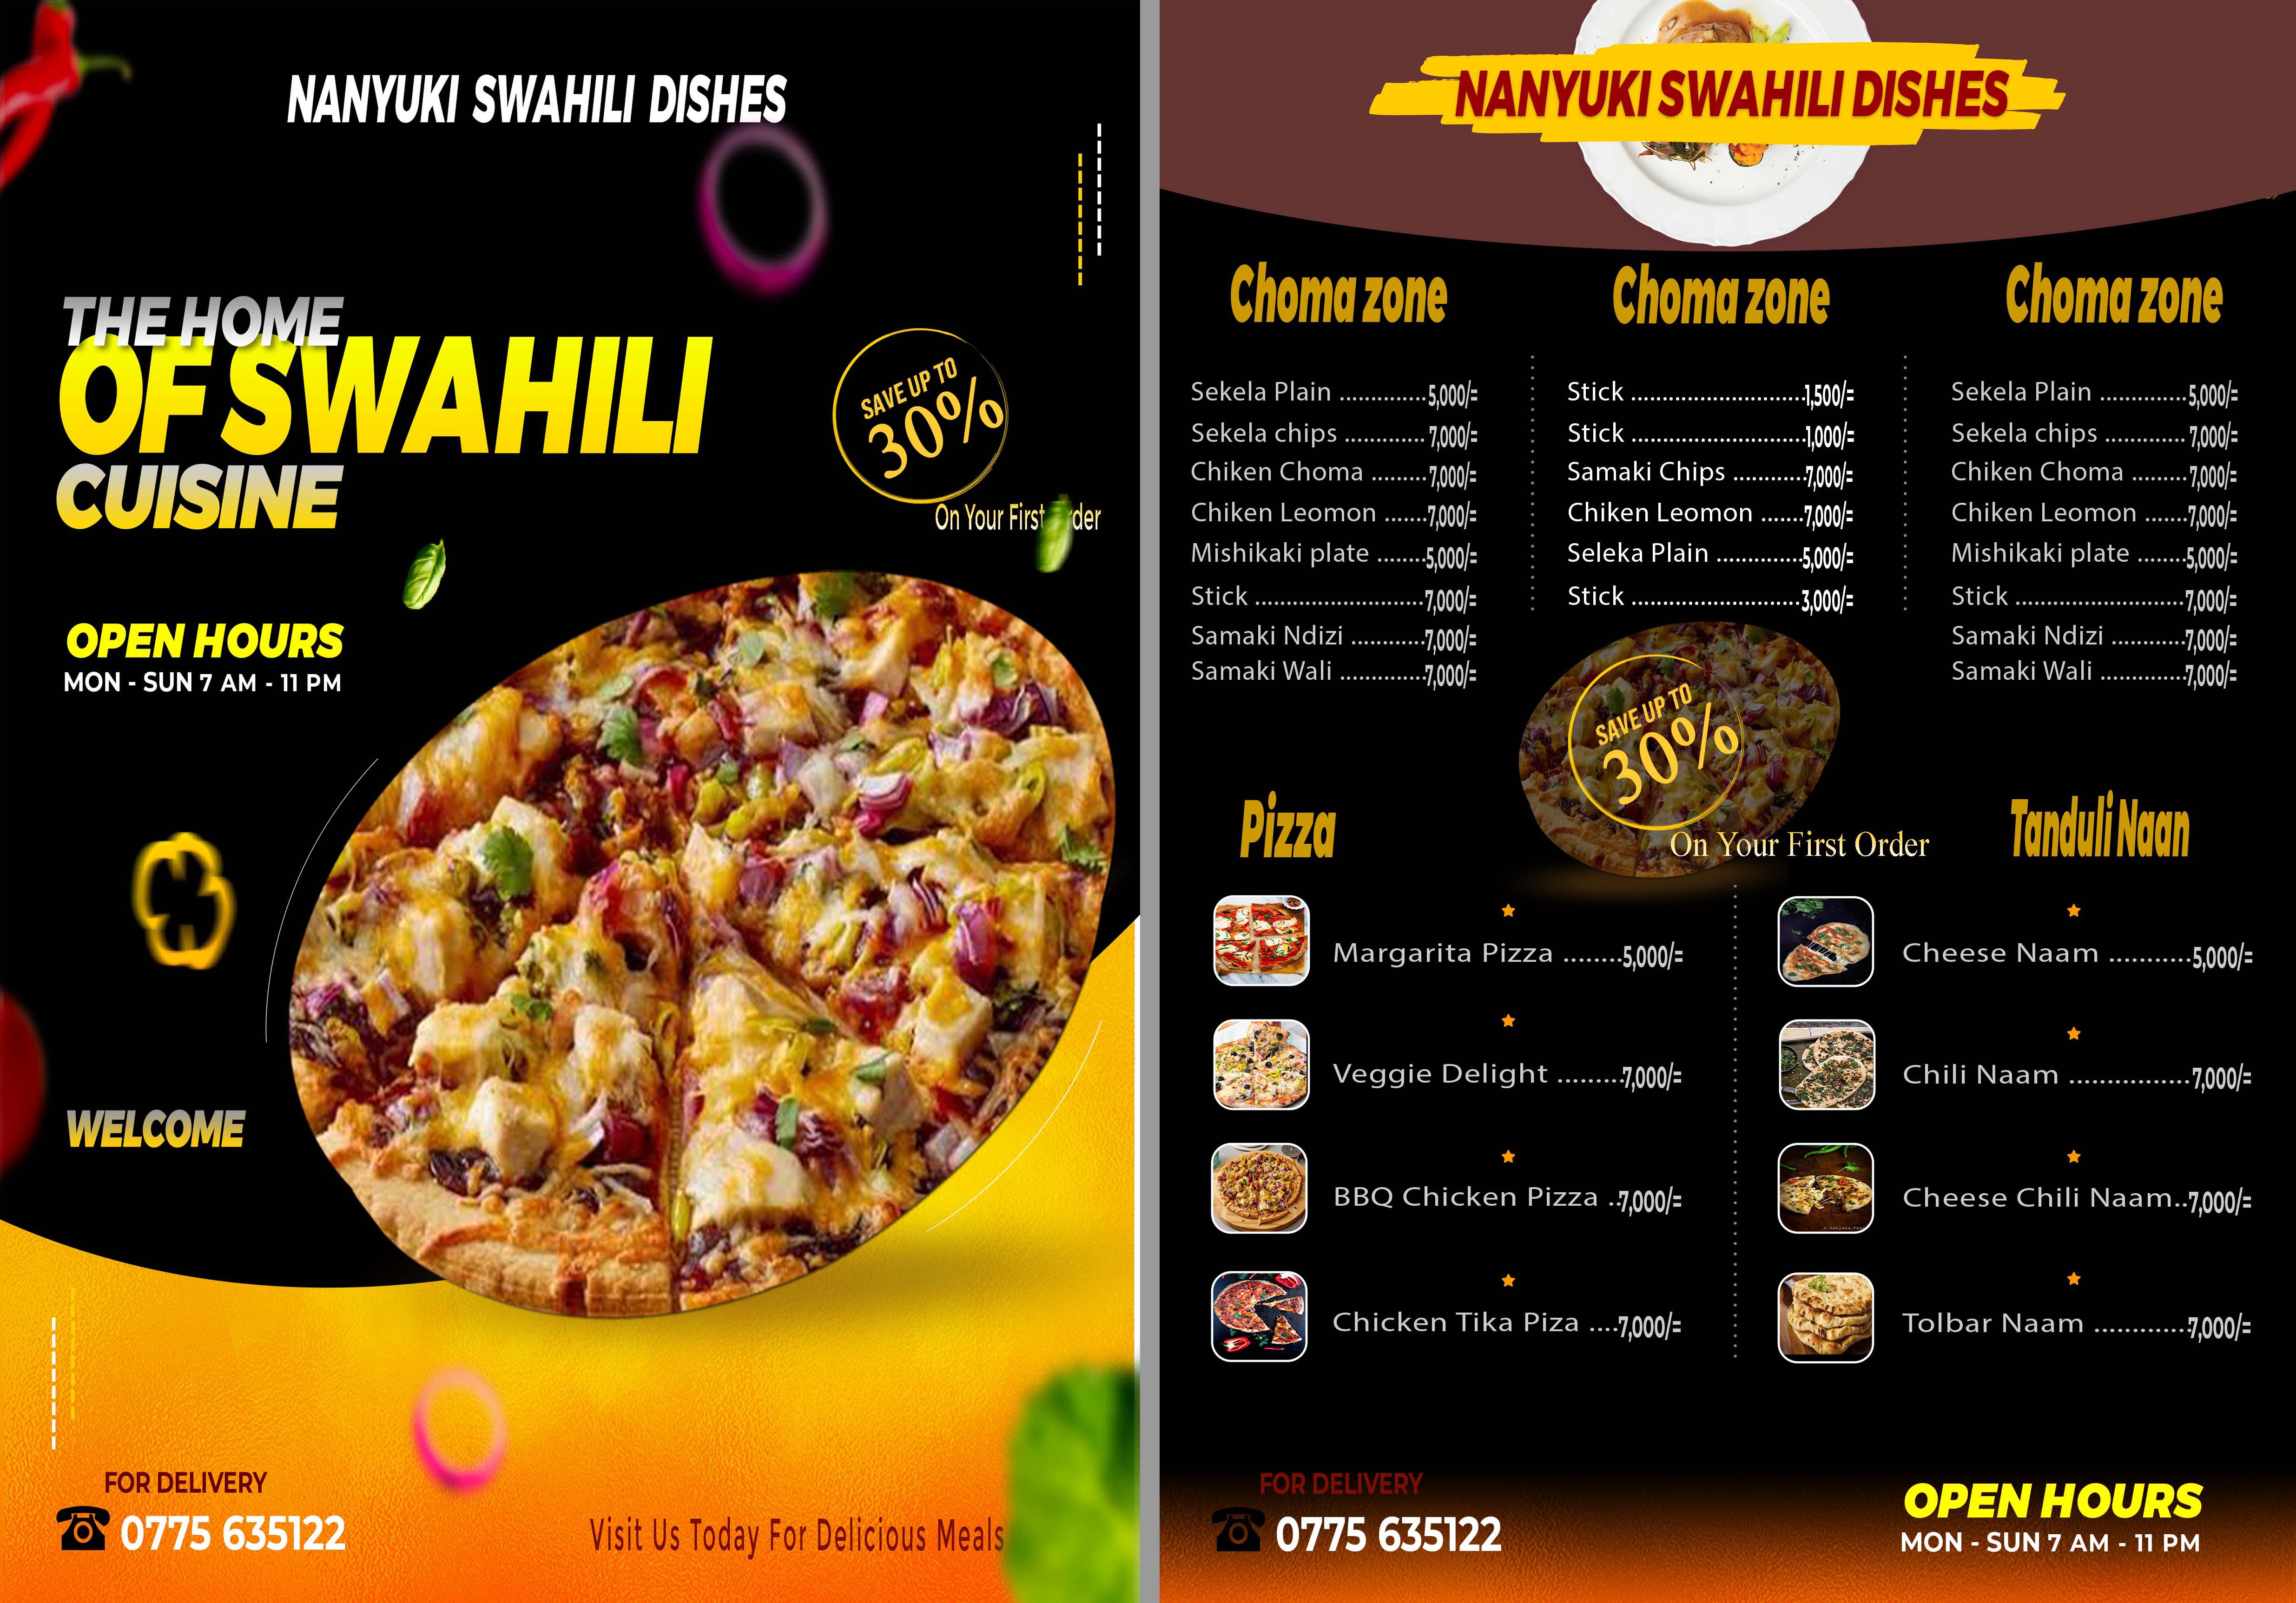 NANYUKI SWAHILI DISHES
THE HOME
OF SWAHILI
CUISINE
SAVE UP TO
30%
On Your First
OPEN HOURS
MON - SUN 7 AM - 11 PM
WELCOME
FOR DELIVERY
0775 635122
Visit Us Today For Delicious Meals
NANYUKI SWAHILI DISHES
Choma zone
Sekela Plain ..............5,000/=
Sekela chips .............7,000/=
Chiken Choma .........7,000/=
Chiken Leomon .......7,000/=
Mishikaki plate ........5,000/=
Stick ...........................7,000/=
Samaki Ndizi ............7,000/=
Samaki Wali ..............7,000/=
Choma zone
Stick ............................1,500/=
Stick ............................1,000/=
Samaki Chips ............7,000/=
Chiken Leomon .......7,000/=
Seleka Plain ..............5,000/=
Stick ...........................3,000/=
Choma zone
Sekela Plain ..............5,000/=
Sekela chips .............7,000/=
Chiken Choma .........7,000/=
Chiken Leomon .......7,000/=
Mishikaki plate ........5,000/=
Stick ...........................7,000/=
Samaki Ndizi ............7,000/=
Samaki Wali ..............7,000/=
SAVE UP TO
30%
On Your First Order
Pizza
Margarita Pizza ........5,000/=
Veggie Delight .........7,000/=
BBQ Chicken Pizza ..7,000/=
Chicken Tika Piza ....7,000/=
Tanduli Naan
Cheese Naam ...........5,000/=
Chili Naam ................7,000/=
Cheese Chili Naam..7,000/=
Tolbar Naam .............7,000/=
FOR DELIVERY
0775 635122
OPEN HOURS
MON - SUN 7 AM - 11 PM